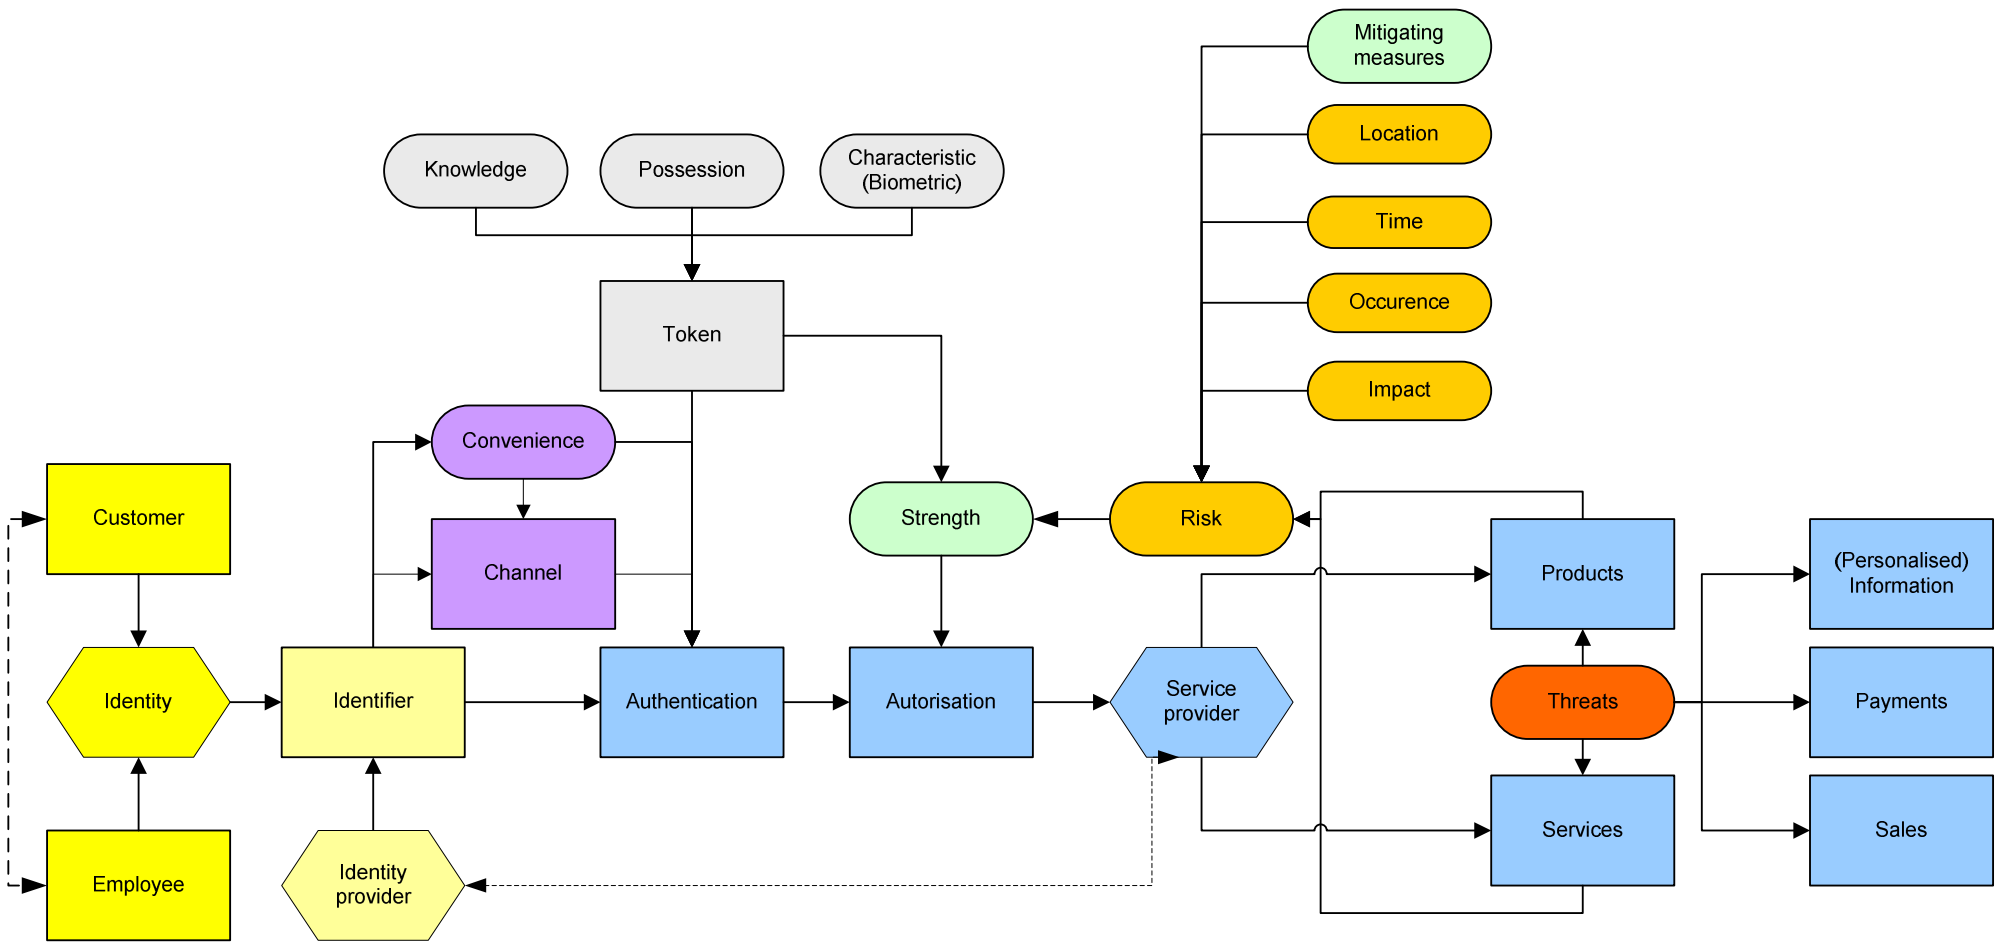 Mitigating
measures
Location
Knowledge
Possession
Characteristic
(Biometric)
Time
Occurence
Token
Impact
Convenience
Customer
Channel
Strength
Risk
Products
(Personalised)
Information
Identity
Identifier
Authentication
Autorisation
Service
provider
Threats
Payments
Employee
Identity
provider
Services
Sales